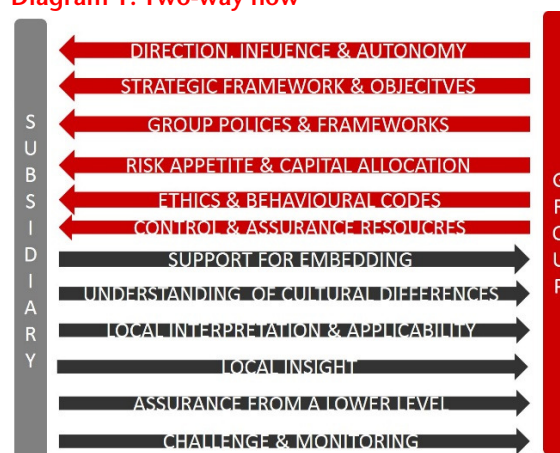 Diagram 1: Two-way flow
SUBSIDIARY
DIRECTION, INFUENCE & AUTONOMY
STRATEGIC FRAMEWORK & OBJECITVES
GROUP POLICES & FRAMEWORKS
RISK APPETITE & CAPITAL ALLOCATION
ETHICS & BEHAVIOURAL CODES
CONTROL & ASSURANCE RESOUCRES
SUPPORT FOR EMBEDDING
UNDERSTANDING OF CULTURAL DIFFERENCES
LOCAL INTERPRETATION & APPLICABILITY
LOCAL INSIGHT
ASSURANCE FROM A LOWER LEVEL
CHALLENGE & MONITORING
GROUP